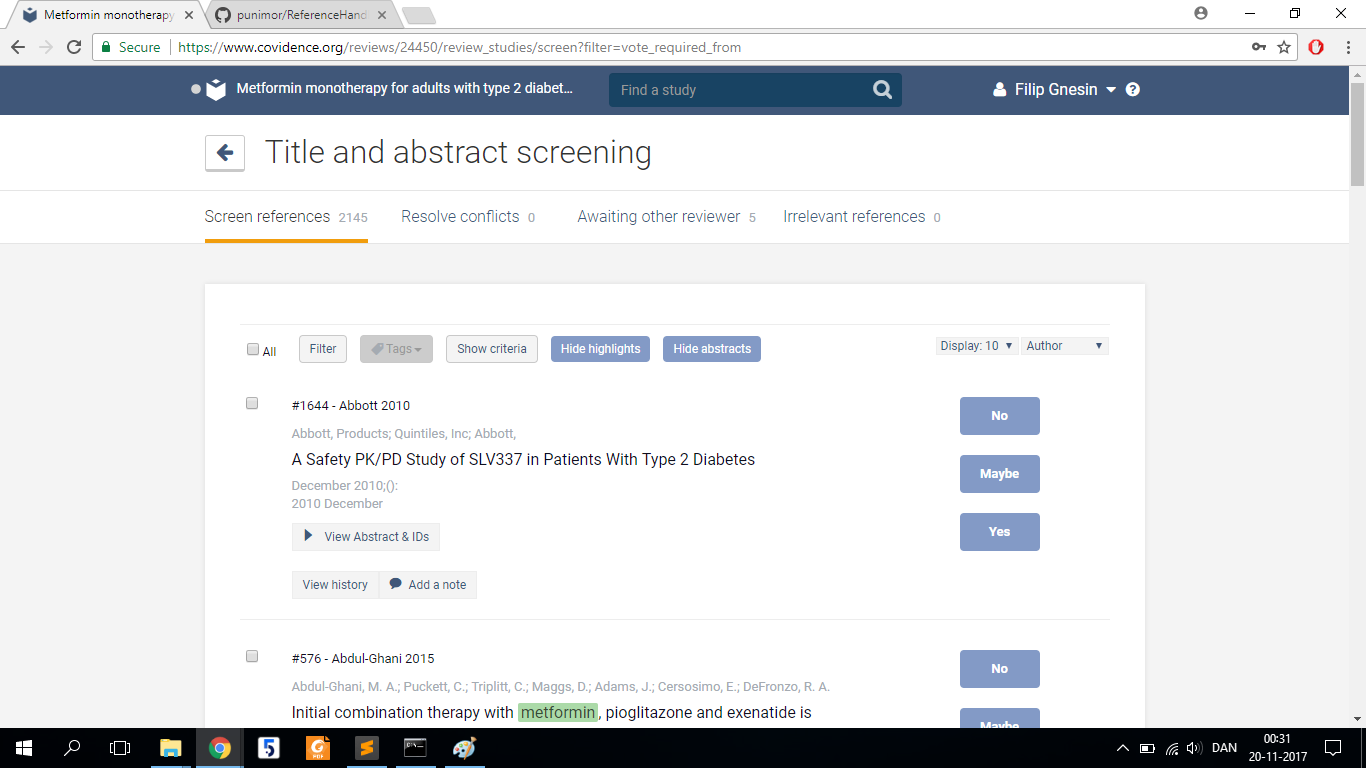 Metformin monotherapy
punimor/ReferenceHand
Secure
https://www.covidence.org/reviews/24450/review_studies/screen?filter=vote_required_from
Metformin monotherapy for adults with type 2 diabet...
Find a study
Filip Gnesin
Title and abstract screening
Screen references 2145
Resolve conflicts 0
Awaiting other reviewer 5
Irrelevant references 0
All
Filter
Tags
Show criteria
Hide highlights
Hide abstracts
Display: 10
Author
#1644 - Abbott 2010
Abbott, Products; Quintiles, Inc; Abbott,
A Safety PK/PD Study of SLV337 in Patients With Type 2 Diabetes
December 2010;():
2010 December
View Abstract & IDs
View history
Add a note
No
Maybe
Yes
#576 - Abdul-Ghani 2015
Abdul-Ghani, M. A.; Puckett, C.; Triplitt, C.; Maggs, D.; Adams, J.; Cersosimo, E.; DeFronzo, R. A.
Initial combination therapy with metformin, pioglitazone and exenatide is
No
Maybe
DAN
00:31
20-11-2017